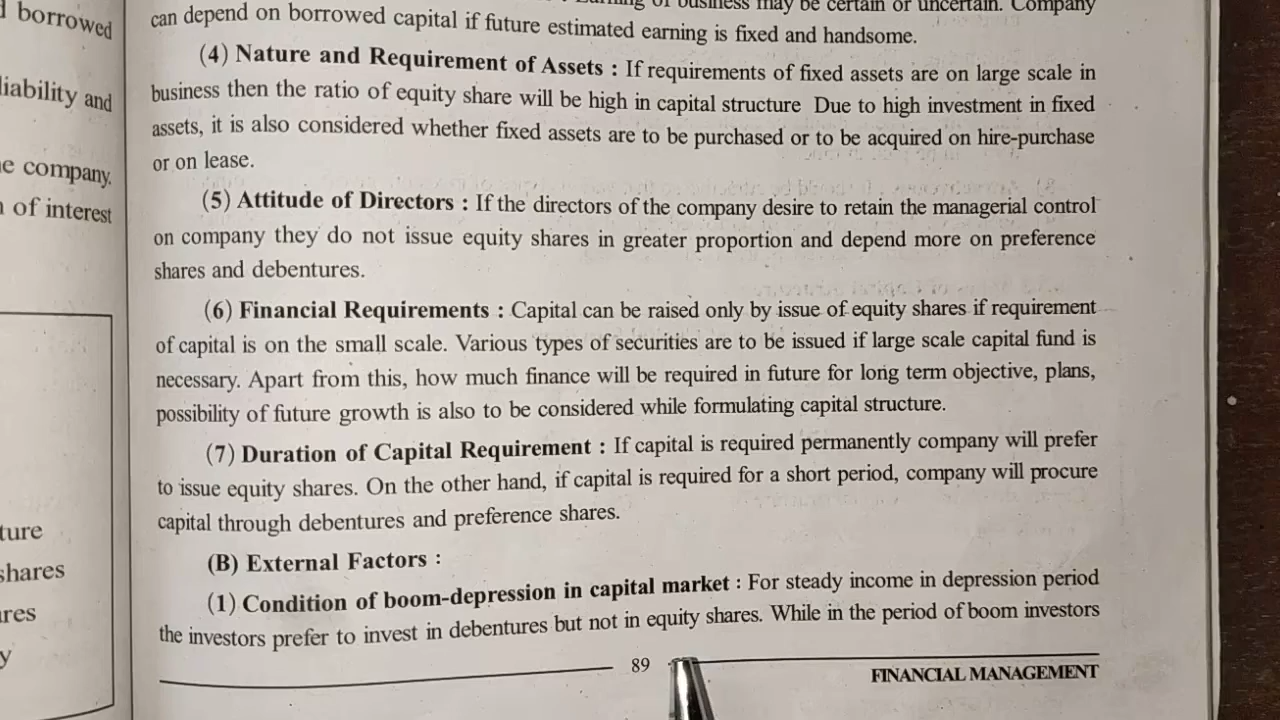 borrowed
liability and
company.
of interest
ture
shares
res
y
business may be certain or uncertain. Company
can depend on borrowed capital if future estimated earning is fixed and handsome.
(4) Nature and Requirement of Assets : If requirements of fixed assets are on large scale in
business then the ratio of equity share will be high in capital structure Due to high investment in fixed
assets, it is also considered whether fixed assets are to be purchased or to be acquired on hire-purchase
or on lease.
(5) Attitude of Directors : If the directors of the company desire to retain the managerial control
on company they do not issue equity shares in greater proportion and depend more on preference
shares and debentures.
(6) Financial Requirements : Capital can be raised only by issue of equity shares if requirement
of capital is on the small scale. Various types of securities are to be issued if large scale capital fund is
necessary. Apart from this, how much finance will be required in future for long term objective, plans,
possibility of future growth is also to be considered while formulating capital structure.
(7) Duration of Capital Requirement : If capital is required permanently company will prefer
to issue equity shares. On the other hand, if capital is required for a short period, company will procure
capital through debentures and preference shares.
(B) External Factors :
(1) Condition of boom-depression in capital market : For steady income in depression period
the investors prefer to invest in debentures but not in equity shares. While in the period of boom investors
89
FINANCIAL MANAGEMENT